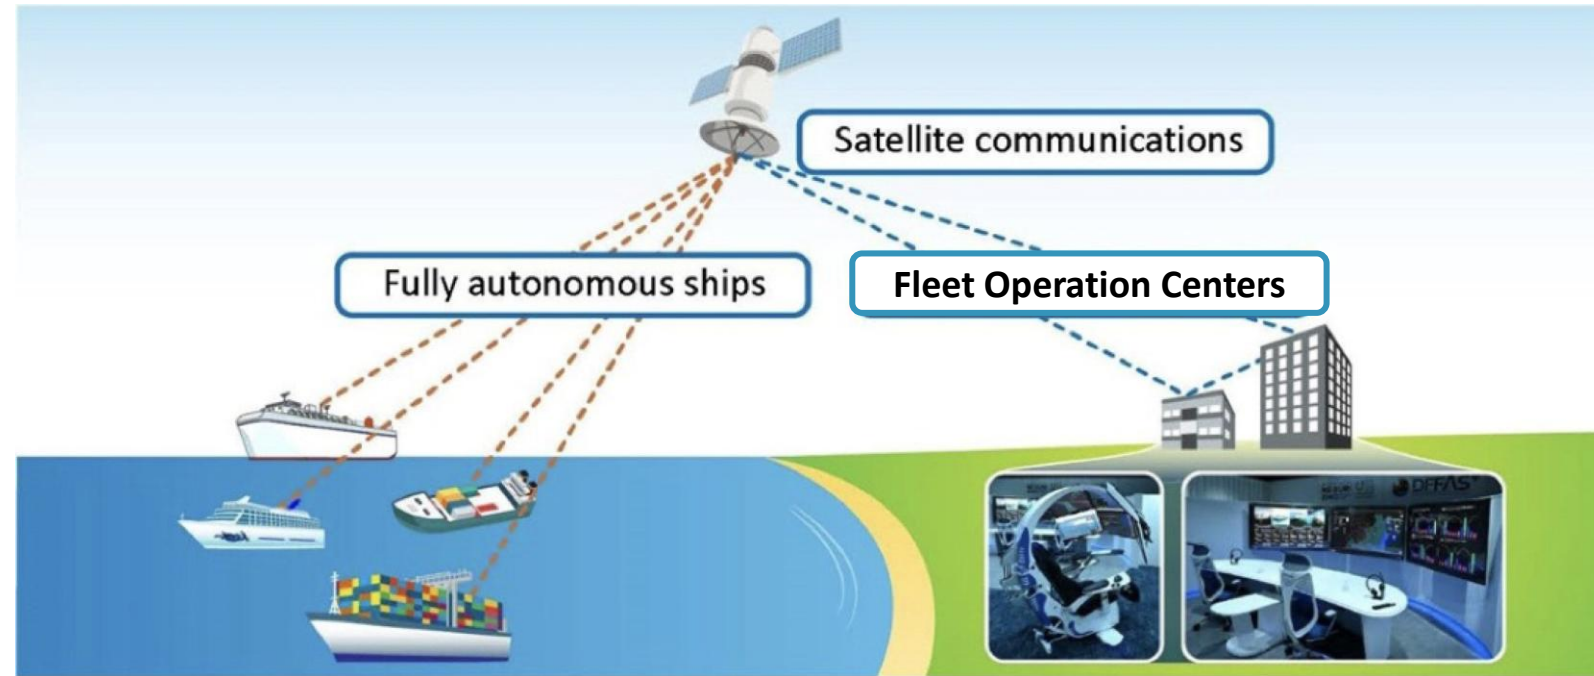 Satellite communications
Fully autonomous ships
Fleet Operation Centers
DFFAS